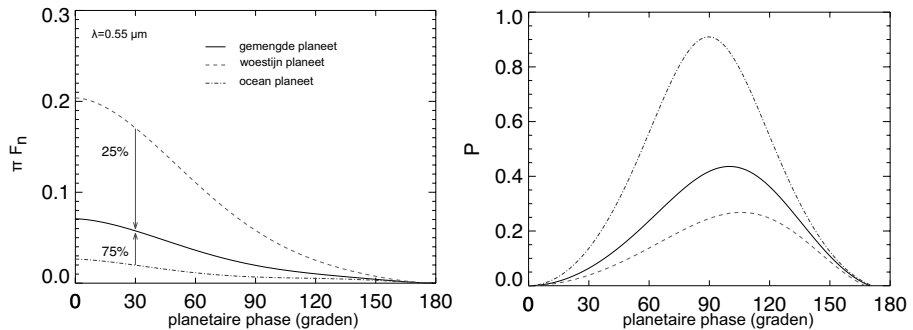 0.3
0.2
0.1
0.0
π Fn
λ=0.55 μm
gemengde planeet
woestijn planeet
ocean planeet
25%
75%
0 30 60 90 120 150 180
planetaire phase (graden)
1.0
0.8
0.6
0.4
0.2
0.0
P
0 30 60 90 120 150 180
planetaire phase (graden)